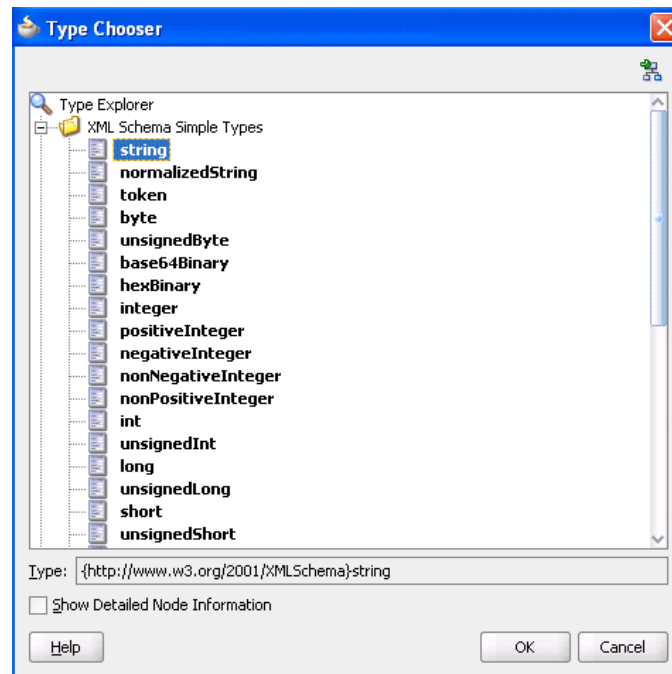 Type Chooser
Type Explorer
XML Schema Simple Types
string
normalizedString
token
byte
unsignedByte
base64Binary
hexBinary
integer
positiveInteger
negativeInteger
nonNegativeInteger
nonPositiveInteger
int
unsignedInt
long
unsignedLong
short
unsignedShort
Type: {http://www.w3.org/2001/XMLSchema}string
Show Detailed Node Information
Help OK Cancel